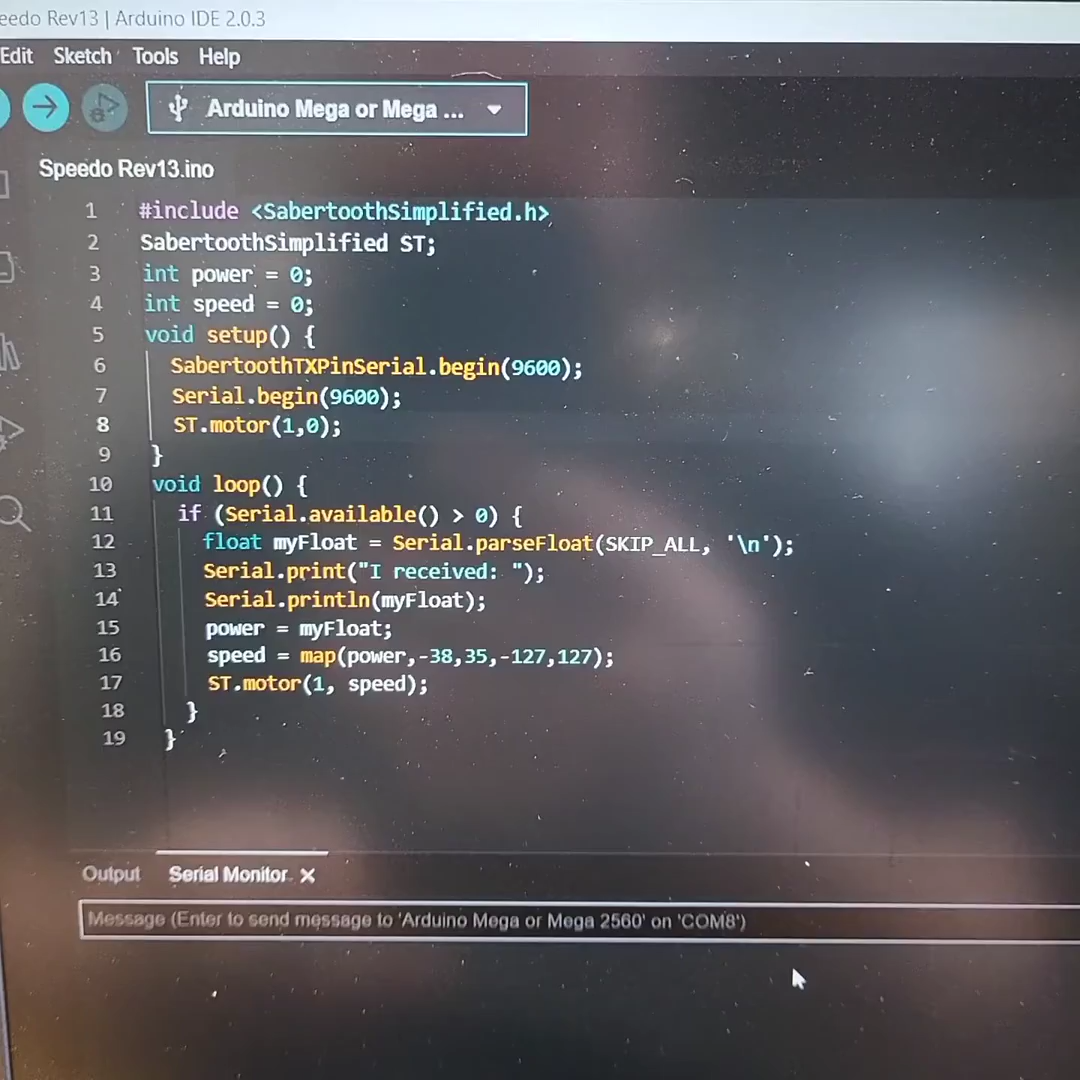 eedo Rev13 | Arduino IDE 2.0.3
Edit Sketch Tools Help
Arduino Mega or Mega ...
Speedo Rev13.ino
1 #include <SabertoothSimplified.h>
2 SabertoothSimplified ST;
3 int power = 0;
4 int speed = 0;
5 void setup() {
6 SabertoothTXPinSerial.begin(9600);
7 Serial.begin(9600);
8 ST.motor(1,0);
9 }
10 void loop() {
11 if (Serial.available() > 0) {
12 float myFloat = Serial.parseFloat(SKIP_ALL, '\n');
13 Serial.print("I received: ");
14 Serial.println(myFloat);
15 power = myFloat;
16 speed = map(power,-38,35,-127,127);
17 ST.motor(1, speed);
18 }
19 }
Output Serial Monitor ×
Message (Enter to send message to 'Arduino Mega or Mega 2560' on 'COM8')